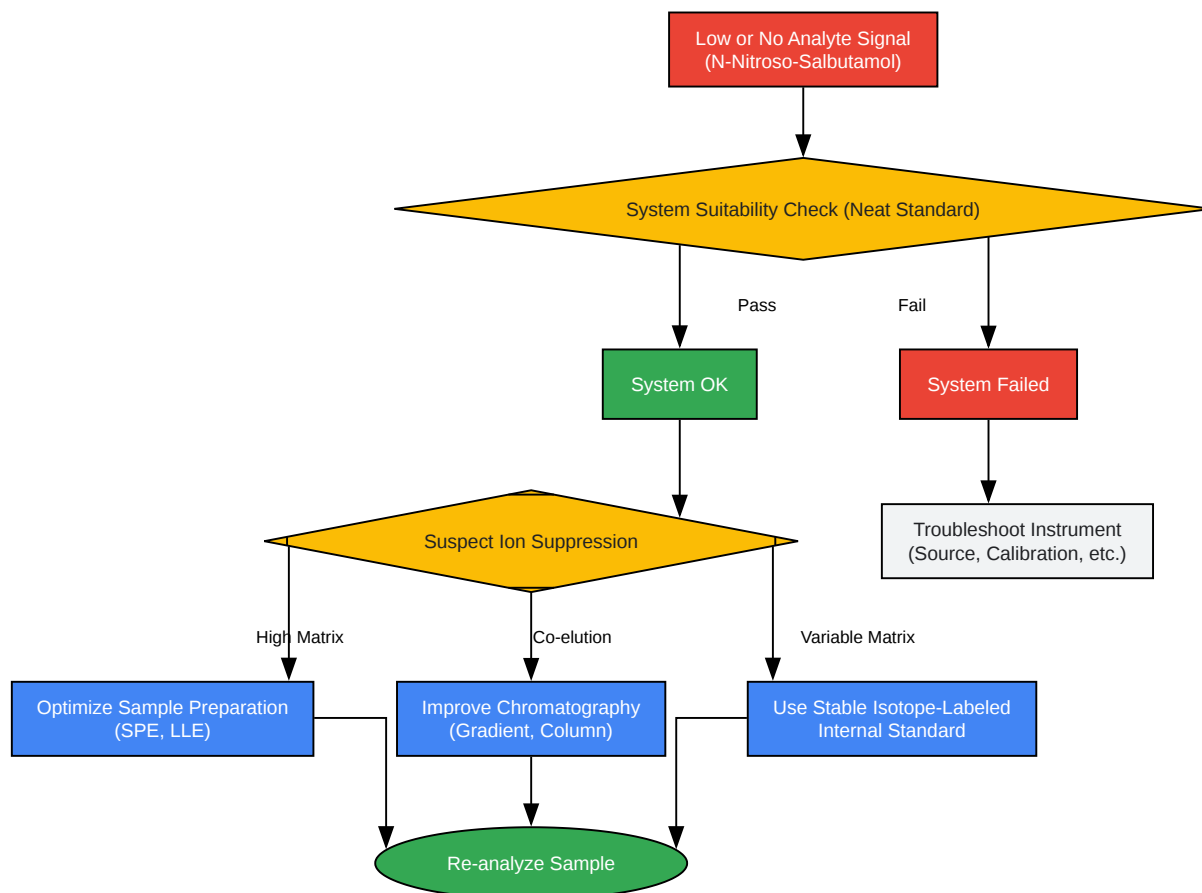 Low or No Analyte Signal
(N-Nitroso-Salbutamol)
System Suitability Check (Neat Standard)
Pass
Fail
System OK
System Failed
Suspect Ion Suppression
Troubleshoot Instrument
(Source, Calibration, etc.)
High Matrix
Co-elution
Variable Matrix
Optimize Sample Preparation
(SPE, LLE)
Improve Chromatography
(Gradient, Column)
Use Stable Isotope-Labeled
Internal Standard
Re-analyze Sample